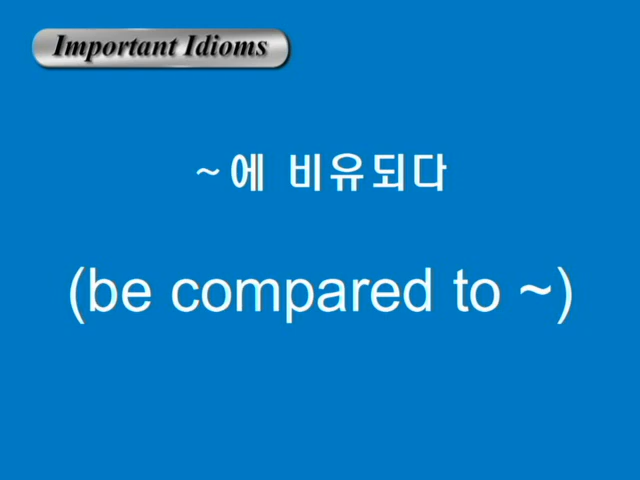 Important Idioms
~에 비유되다
(be compared to ~)